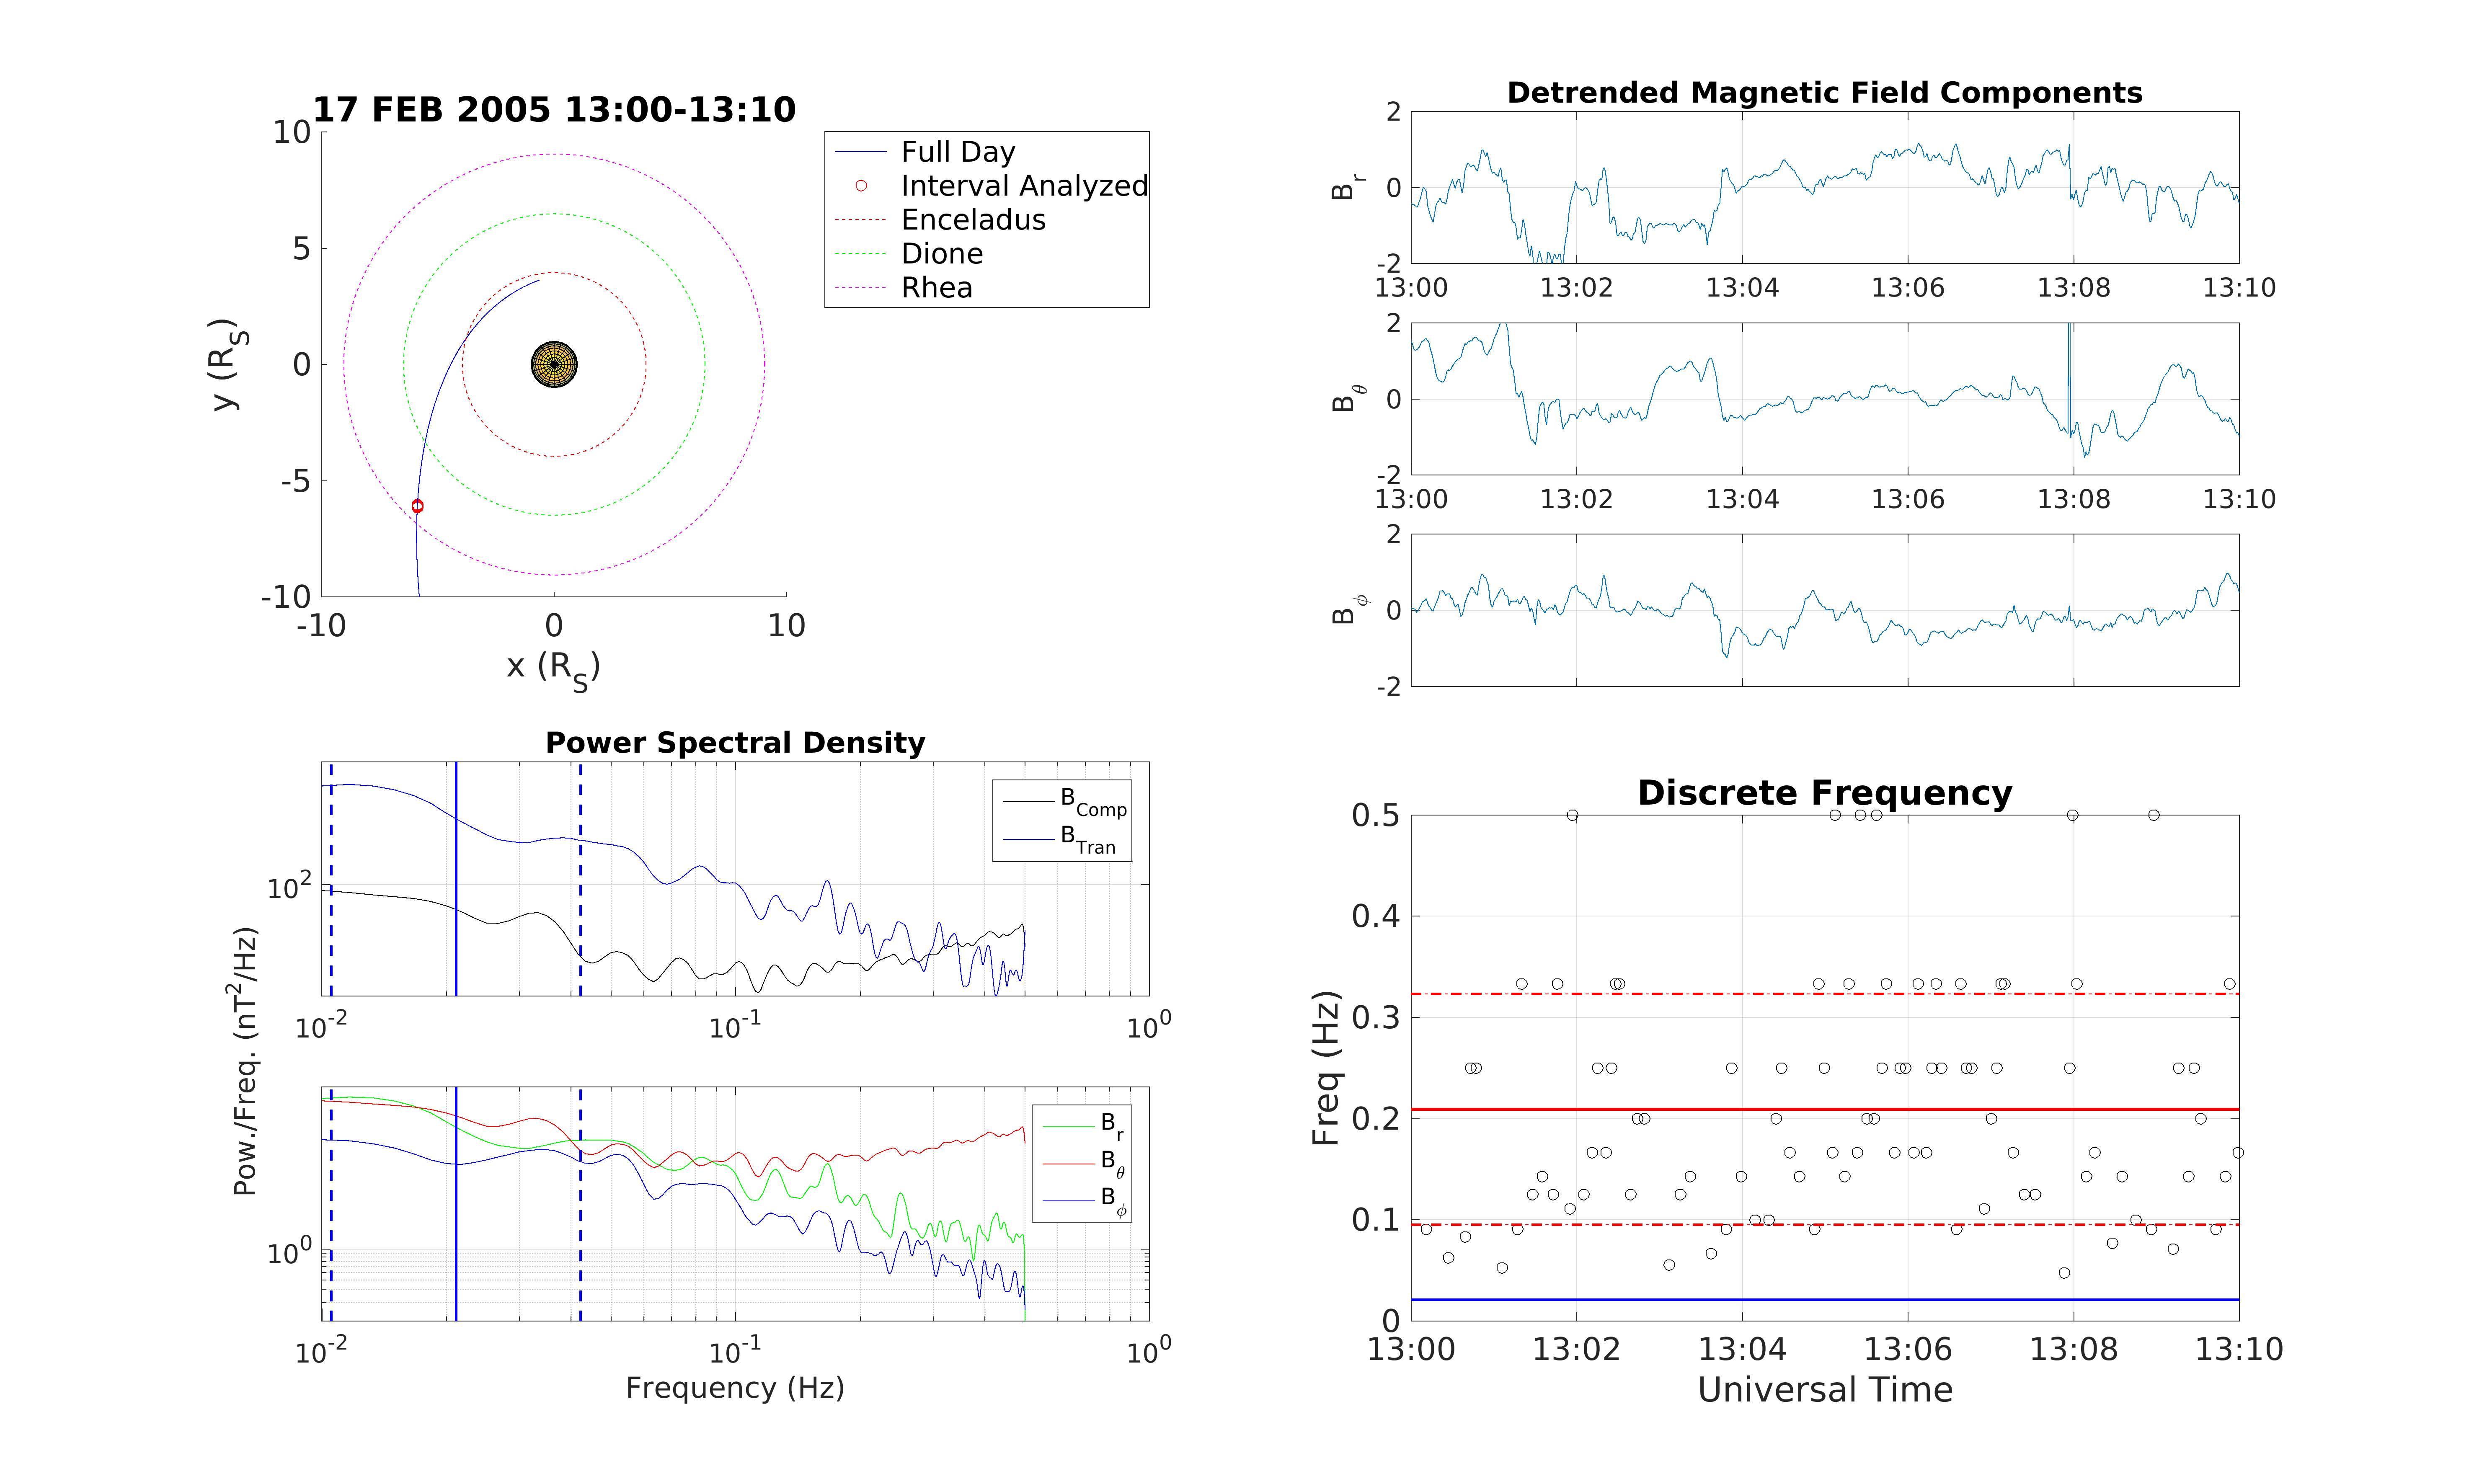 17 FEB 2005 13:00-13:10
10
5
0
-5
-10
-10 0 10
y (R_S)
x (R_S)
Full Day
Interval Analyzed
Enceladus
Dione
Rhea
Detrended Magnetic Field Components
2
0
-2
B_r
13:00 13:02 13:04 13:06 13:08 13:10
2
0
-2
B_θ
13:00 13:02 13:04 13:06 13:08 13:10
2
0
-2
B_ϕ
Power Spectral Density
10^2
B_Comp
B_Tran
10^-2 10^-1 10^0
Pow./Freq. (nT^2/Hz)
10^0
B_r
B_θ
B_ϕ
10^-2 10^-1 10^0
Frequency (Hz)
Discrete Frequency
0.5
0.4
0.3
0.2
0.1
0
Freq (Hz)
13:00 13:02 13:04 13:06 13:08 13:10
Universal Time